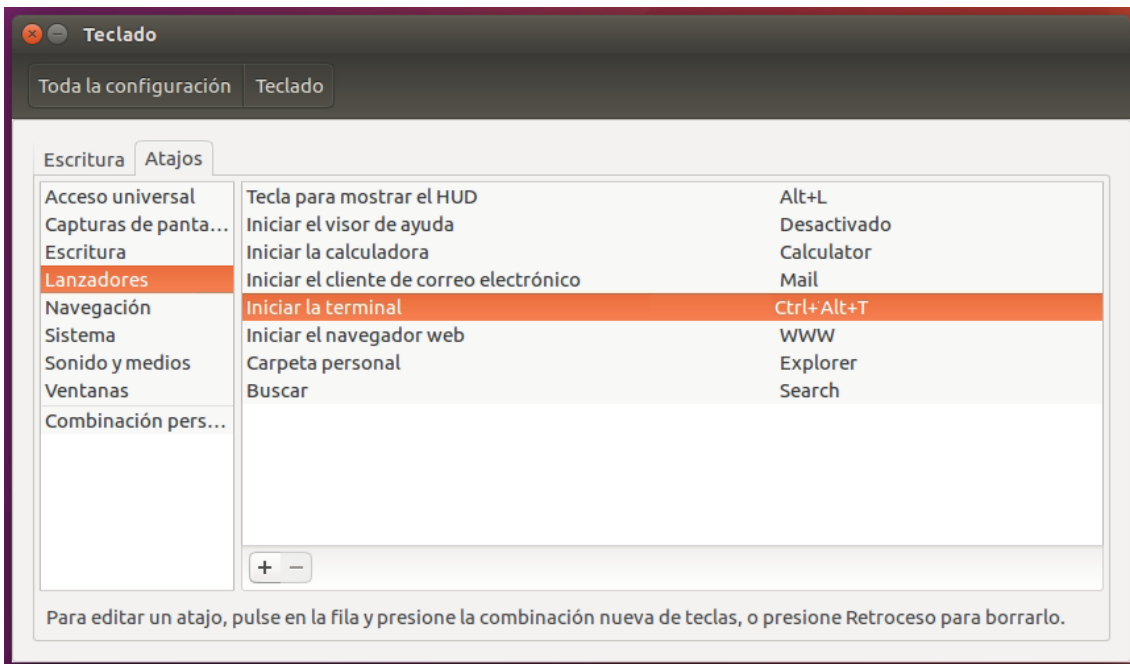 Teclado
Toda la configuración Teclado
Escritura Atajos
Acceso universal Tecla para mostrar el HUD Alt+L
Capturas de panta... Iniciar el visor de ayuda Desactivado
Escritura Iniciar la calculadora Calculator
Lanzadores Iniciar el cliente de correo electrónico Mail
Navegación Iniciar la terminal Ctrl+Alt+T
Sistema Iniciar el navegador web WWW
Sonido y medios Carpeta personal Explorer
Ventanas Buscar Search
Combinación pers...
+ −
Para editar un atajo, pulse en la fila y presione la combinación nueva de teclas, o presione Retroceso para borrarlo.